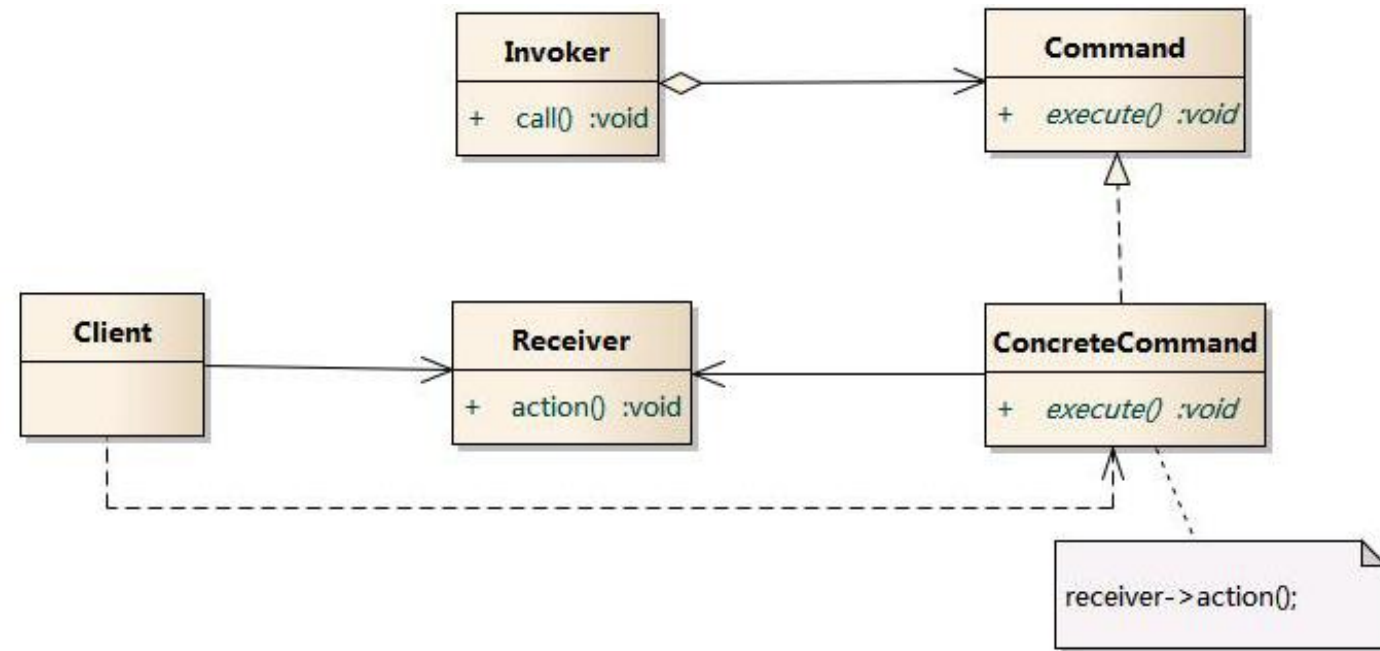 Invoker
+ call() :void
Command
+ execute() :void
Client
Receiver
+ action() :void
ConcreteCommand
+ execute() :void
receiver->action();